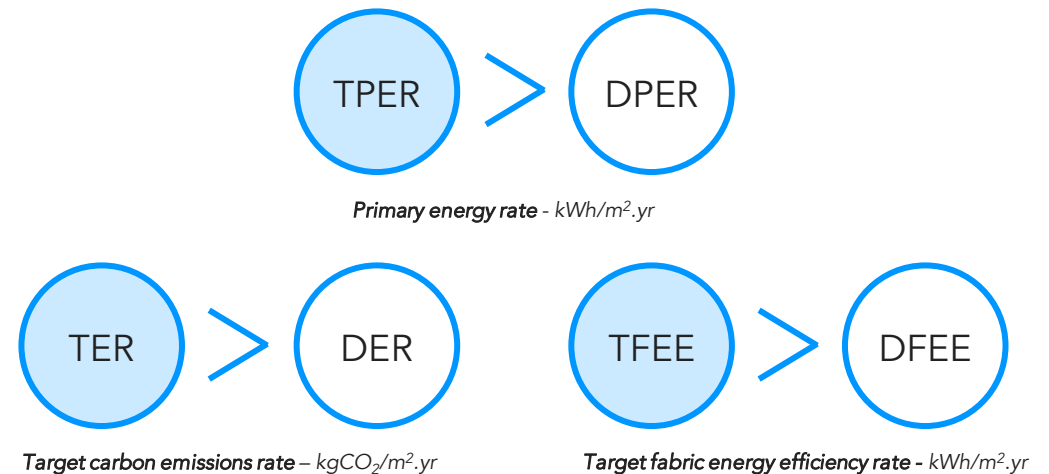 TPER > DPER
Primary energy rate - kWh/m².yr
TER > DER TFEE > DFEE
Target carbon emissions rate – kgCO₂/m².yr Target fabric energy efficiency rate - kWh/m².yr